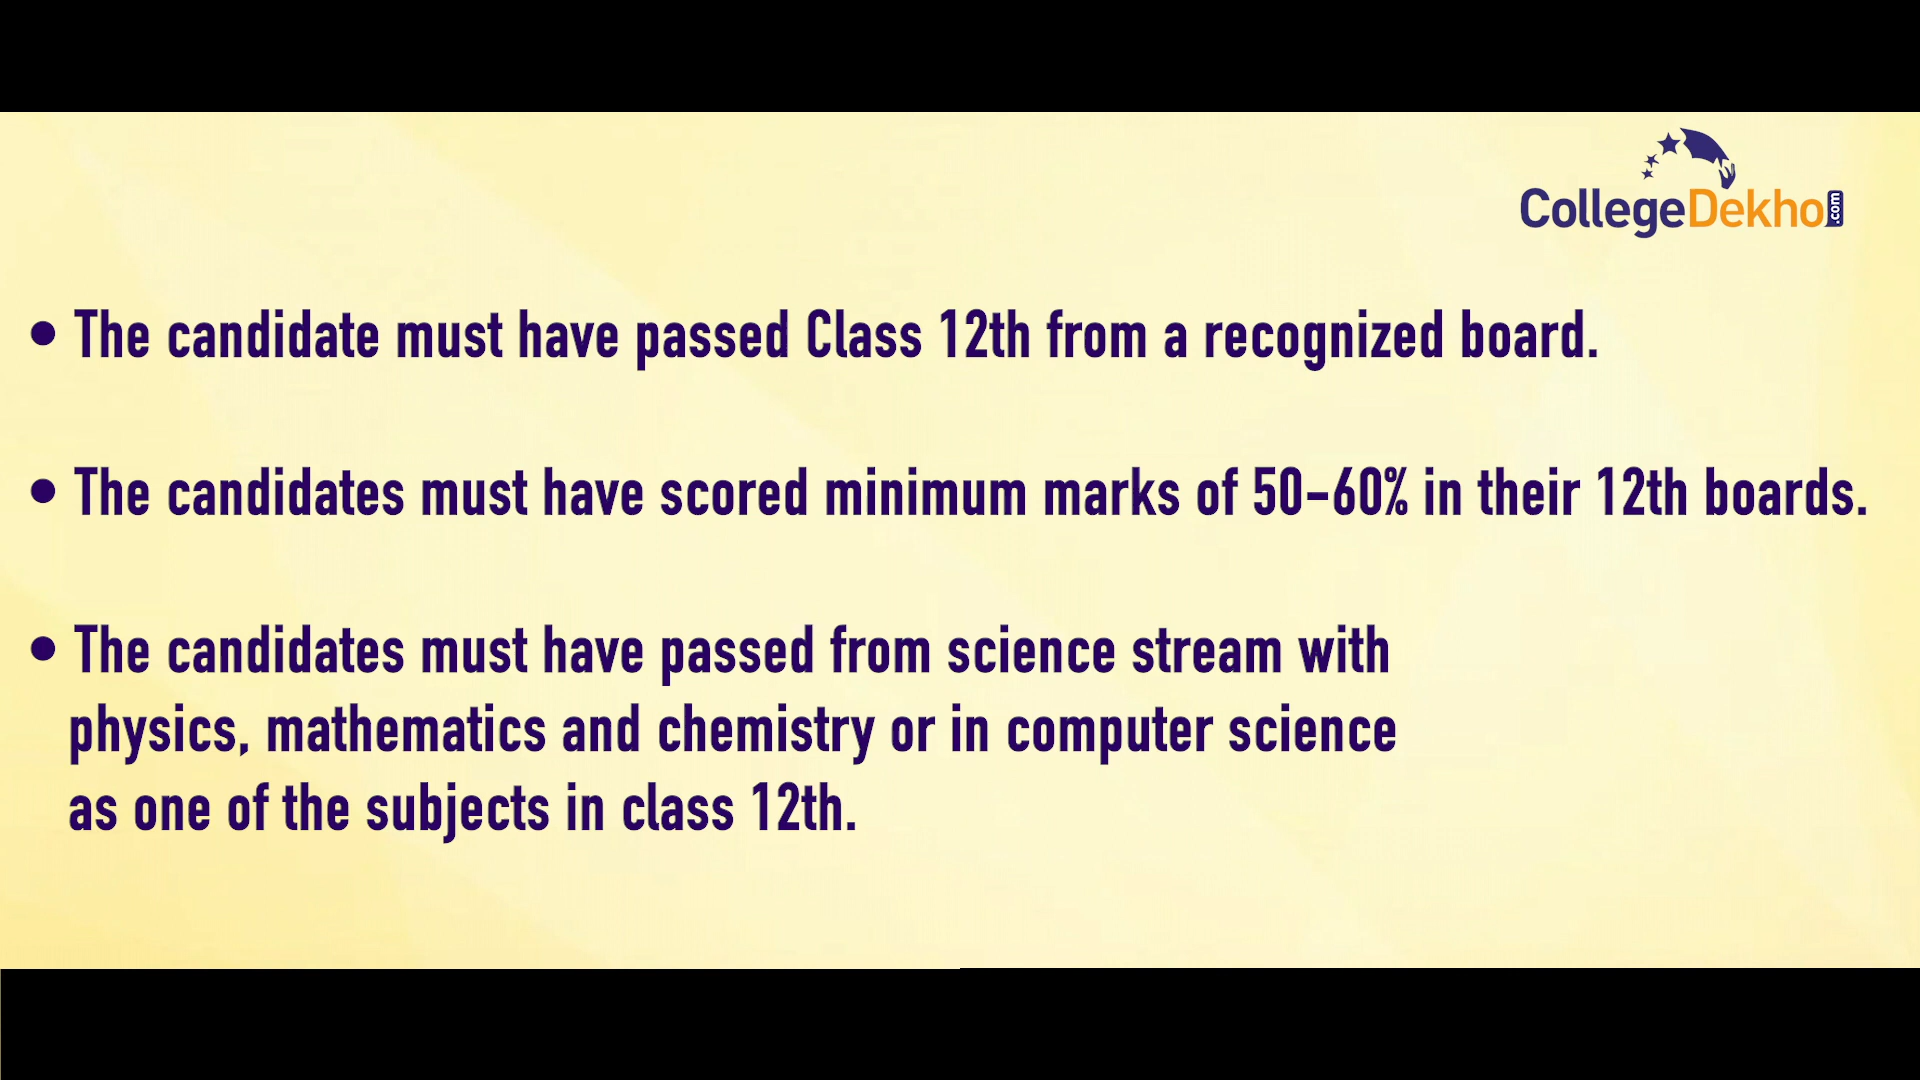 CollegeDekho.com
• The candidate must have passed Class 12th from a recognized board.
• The candidates must have scored minimum marks of 50-60% in their 12th boards.
• The candidates must have passed from science stream with
physics, mathematics and chemistry or in computer science
as one of the subjects in class 12th.